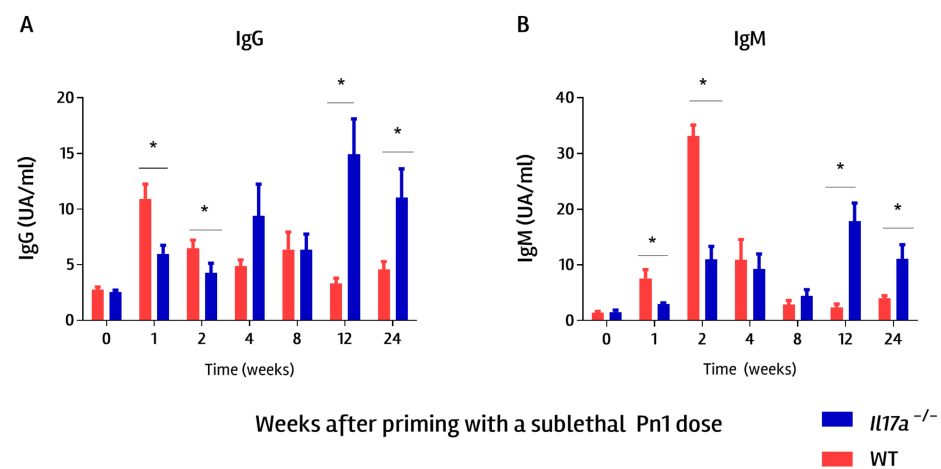 A
B
IgG
IgM
*
*
*
*
*
*
*
*
20
15
10
5
0
IgG (UA/ml)
0 1 2 4 8 12 24
Time (weeks)
40
30
20
10
0
IgM (UA/ml)
0 1 2 4 8 12 24
Time (weeks)
Weeks after priming with a sublethal Pn1 dose
Il17a −/−
WT